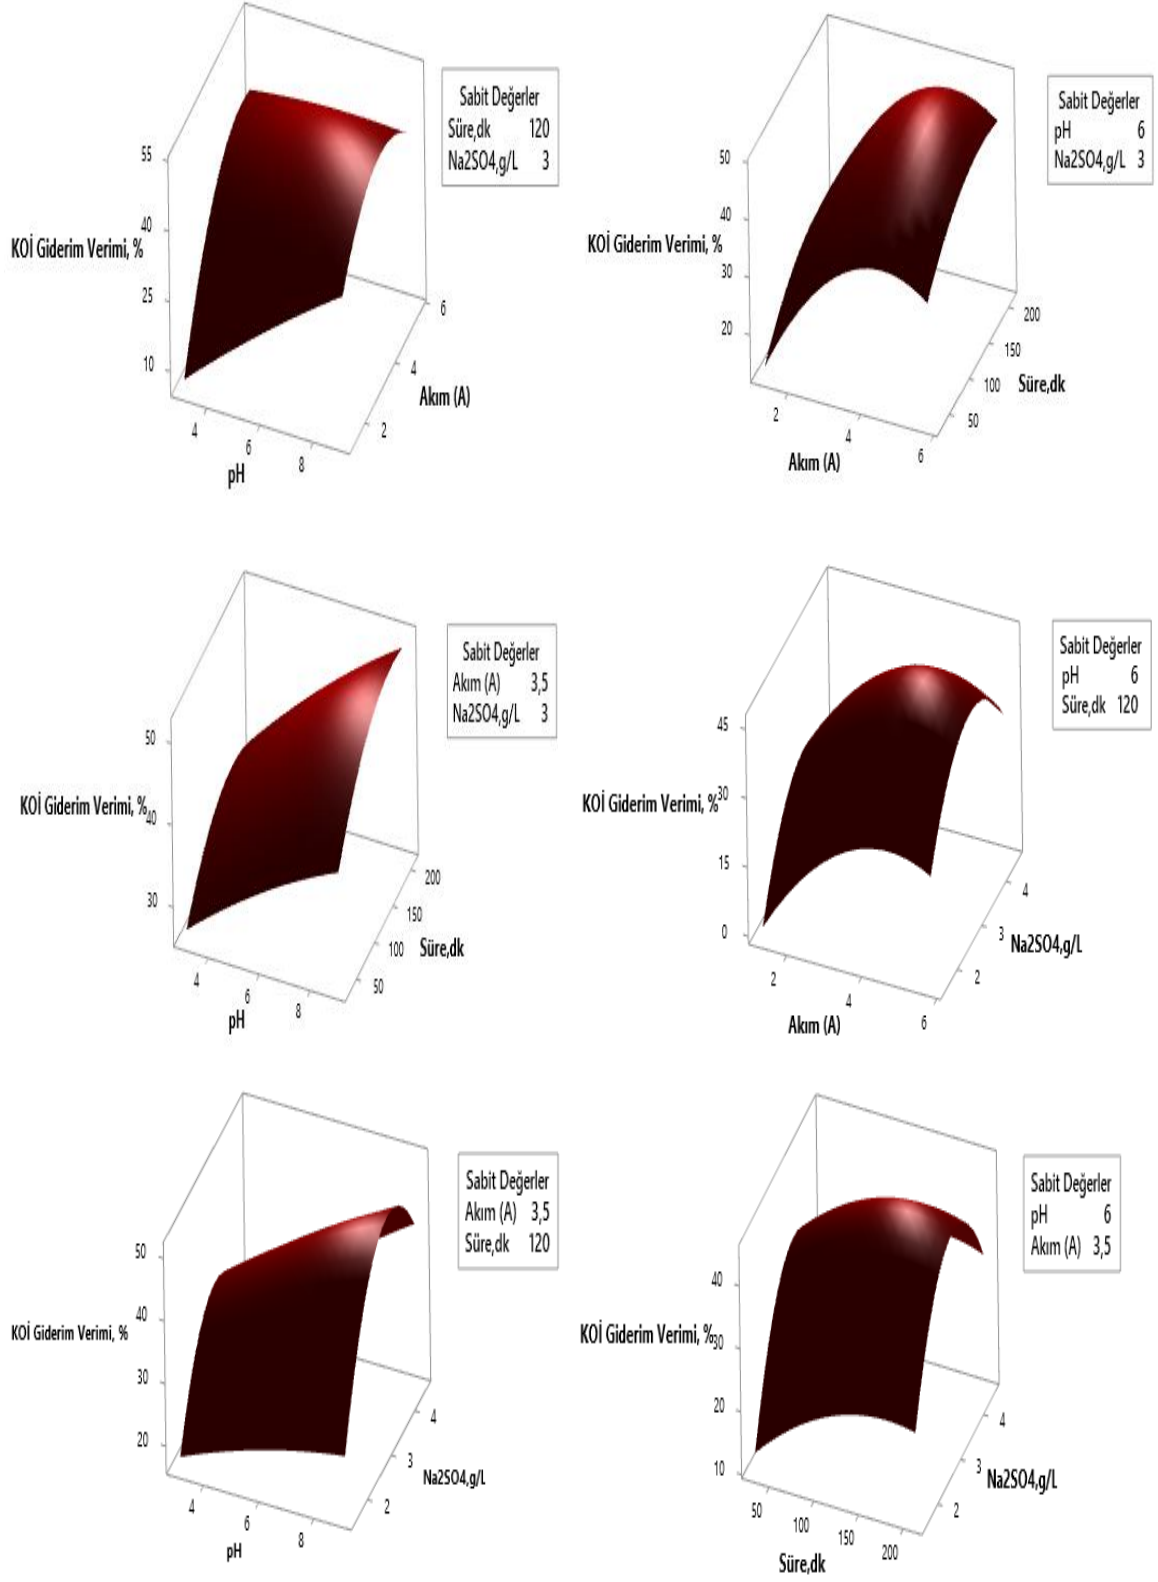 Sabit Değerler
Süre,dk 120
Na2SO4,g/L 3
55
40
25
10
KOİ Giderim Verimi, %
4
6
8
pH
2
4
6
Akım (A)
Sabit Değerler
pH 6
Na2SO4,g/L 3
50
40
30
20
KOİ Giderim Verimi, %
2
4
6
Akım (A)
50
100
150
200
Süre,dk
Sabit Değerler
Akım (A) 3,5
Na2SO4,g/L 3
50
40
30
KOİ Giderim Verimi, %
4
6
8
pH
50
100
150
200
Süre,dk
Sabit Değerler
pH 6
Süre,dk 120
45
30
15
0
KOİ Giderim Verimi, %
2
4
6
Akım (A)
2
3
4
Na2SO4,g/L
Sabit Değerler
Akım (A) 3,5
Süre,dk 120
50
40
30
20
KOİ Giderim Verimi, %
4
6
8
pH
2
3
4
Na2SO4,g/L
Sabit Değerler
pH 6
Akım (A) 3,5
40
30
20
10
KOİ Giderim Verimi, %
50
100
150
200
Süre,dk
2
3
4
Na2SO4,g/L